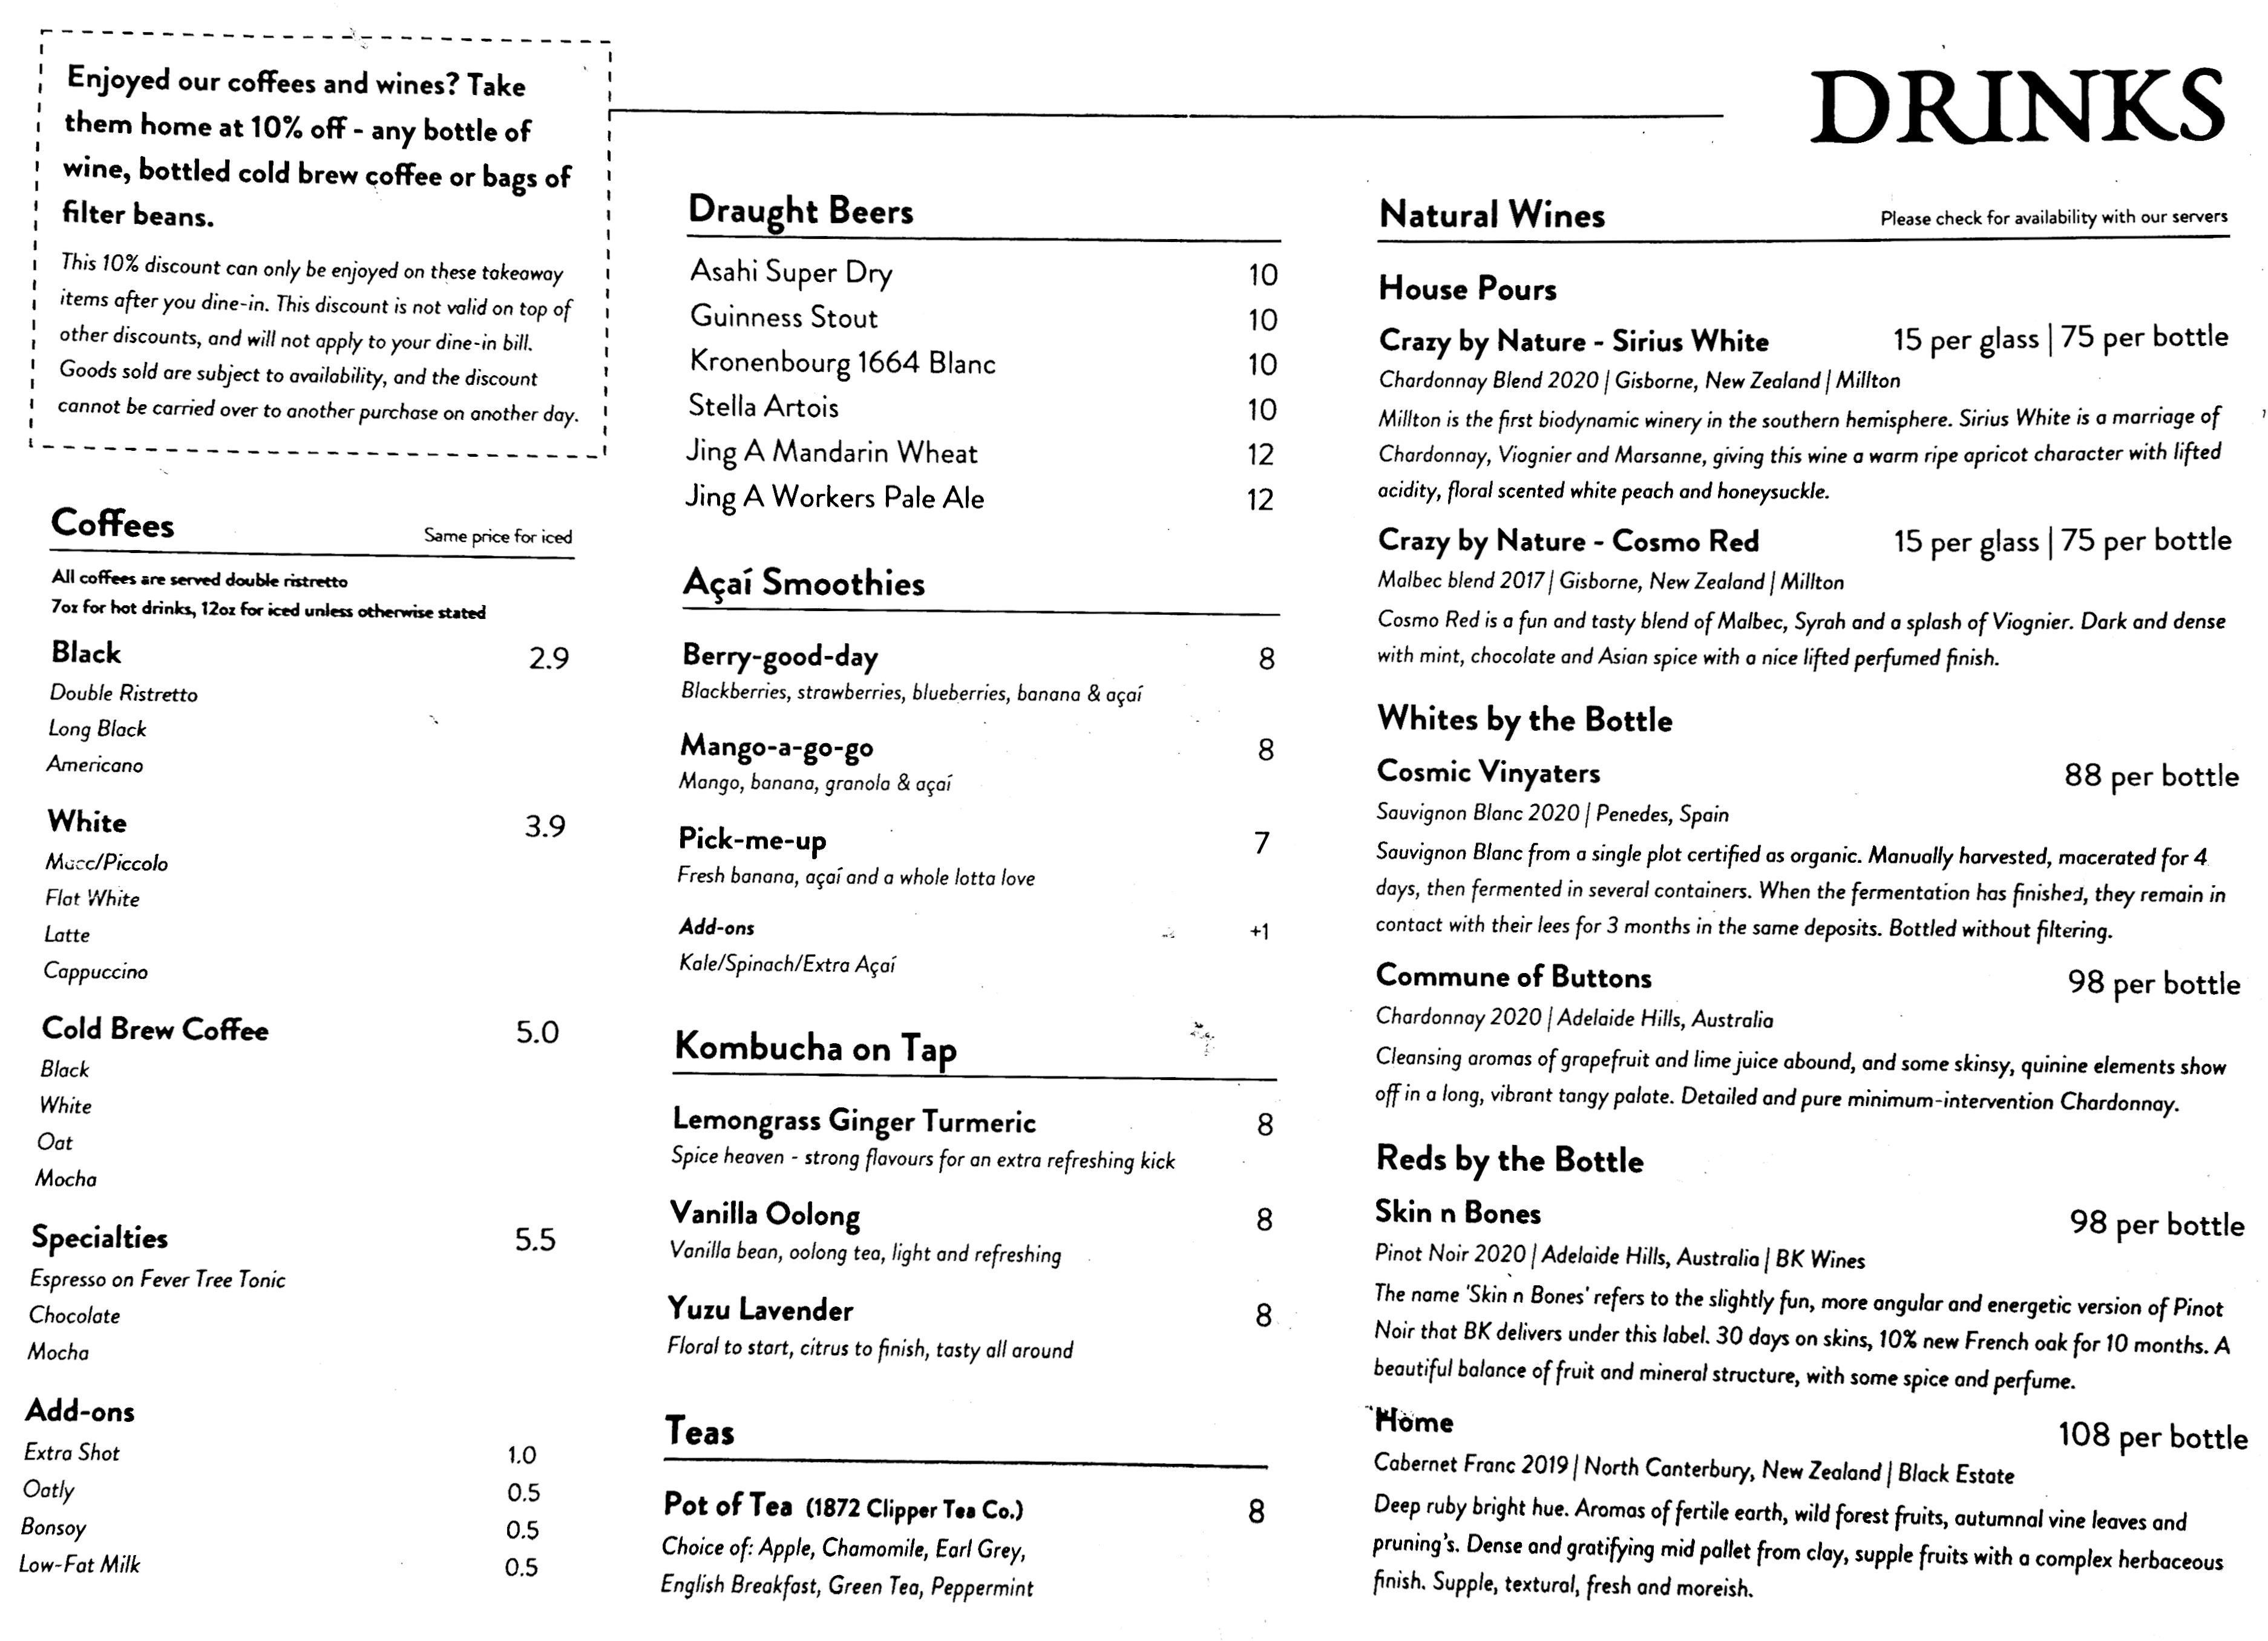 Enjoyed our coffees and wines? Take
them home at 10% off - any bottle of
wine, bottled cold brew coffee or bags of
filter beans.
This 10% discount can only be enjoyed on these takeaway
items after you dine-in. This discount is not valid on top of
other discounts, and will not apply to your dine-in bill.
Goods sold are subject to availability, and the discount
cannot be carried over to another purchase on another day.
Coffees Same price for iced
All coffees are served double ristretto
7oz for hot drinks, 12oz for iced unless otherwise stated
Black 2.9
Double Ristretto
Long Black
Americano
White 3.9
Macc/Piccolo
Flat White
Latte
Cappuccino
Cold Brew Coffee 5.0
Black
White
Oat
Mocha
Specialties 5.5
Espresso on Fever Tree Tonic
Chocolate
Mocha
Add-ons
Extra Shot 1.0
Oatly 0.5
Bonsoy 0.5
Low-Fat Milk 0.5
Draught Beers
Asahi Super Dry 10
Guinness Stout 10
Kronenbourg 1664 Blanc 10
Stella Artois 10
Jing A Mandarin Wheat 12
Jing A Workers Pale Ale 12
Açaí Smoothies
Berry-good-day 8
Blackberries, strawberries, blueberries, banana & açaí
Mango-a-go-go 8
Mango, banana, granola & açaí
Pick-me-up 7
Fresh banana, açaí and a whole lotta love
Add-ons +1
Kale/Spinach/Extra Açaí
Kombucha on Tap
Lemongrass Ginger Turmeric 8
Spice heaven - strong flavours for an extra refreshing kick
Vanilla Oolong 8
Vanilla bean, oolong tea, light and refreshing
Yuzu Lavender 8
Floral to start, citrus to finish, tasty all around
Teas
Pot of Tea (1872 Clipper Tea Co.) 8
Choice of: Apple, Chamomile, Earl Grey,
English Breakfast, Green Tea, Peppermint
DRINKS
Natural Wines Please check for availability with our servers
House Pours
Crazy by Nature - Sirius White 15 per glass | 75 per bottle
Chardonnay Blend 2020 | Gisborne, New Zealand | Millton
Millton is the first biodynamic winery in the southern hemisphere. Sirius White is a marriage of
Chardonnay, Viognier and Marsanne, giving this wine a warm ripe apricot character with lifted
acidity, floral scented white peach and honeysuckle.
Crazy by Nature - Cosmo Red 15 per glass | 75 per bottle
Malbec blend 2017 | Gisborne, New Zealand | Millton
Cosmo Red is a fun and tasty blend of Malbec, Syrah and a splash of Viognier. Dark and dense
with mint, chocolate and Asian spice with a nice lifted perfumed finish.
Whites by the Bottle
Cosmic Vinyaters 88 per bottle
Sauvignon Blanc 2020 | Penedes, Spain
Sauvignon Blanc from a single plot certified as organic. Manually harvested, macerated for 4
days, then fermented in several containers. When the fermentation has finished, they remain in
contact with their lees for 3 months in the same deposits. Bottled without filtering.
Commune of Buttons 98 per bottle
Chardonnay 2020 | Adelaide Hills, Australia
Cleansing aromas of grapefruit and lime juice abound, and some skinsy, quinine elements show
off in a long, vibrant tangy palate. Detailed and pure minimum-intervention Chardonnay.
Reds by the Bottle
Skin n Bones 98 per bottle
Pinot Noir 2020 | Adelaide Hills, Australia | BK Wines
The name 'Skin n Bones' refers to the slightly fun, more angular and energetic version of Pinot
Noir that BK delivers under this label. 30 days on skins, 10% new French oak for 10 months. A
beautiful balance of fruit and mineral structure, with some spice and perfume.
Home 108 per bottle
Cabernet Franc 2019 | North Canterbury, New Zealand | Black Estate
Deep ruby bright hue. Aromas of fertile earth, wild forest fruits, autumnal vine leaves and
pruning's. Dense and gratifying mid pallet from clay, supple fruits with a complex herbaceous
finish. Supple, textural, fresh and moreish.